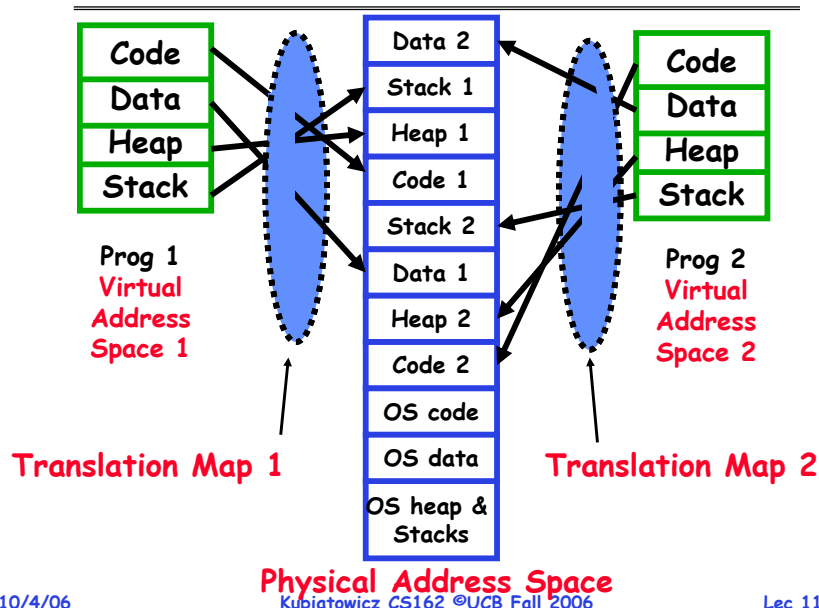 Code
Data
Heap
Stack
Prog 1
Virtual
Address
Space 1
Translation Map 1
Data 2
Stack 1
Heap 1
Code 1
Stack 2
Data 1
Heap 2
Code 2
OS code
OS data
OS heap &
Stacks
Physical Address Space
Code
Data
Heap
Stack
Prog 2
Virtual
Address
Space 2
Translation Map 2
10/4/06
Kubiatowicz CS162 ©UCB Fall 2006
Lec 11